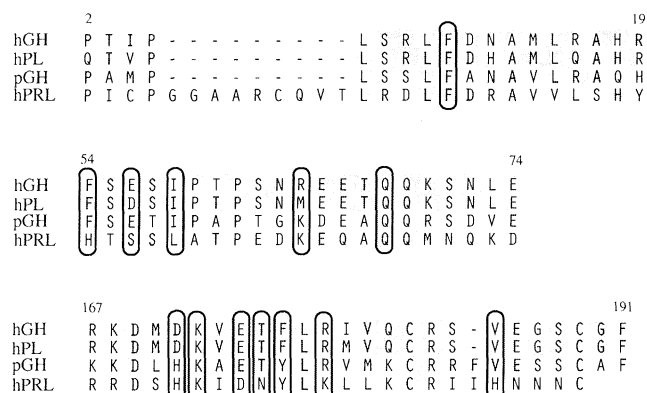 2 19
hGH P T I P - - - - - - - - - L S R L F D N A M L R A H R
hPL Q T V P - - - - - - - - - L S R L F D H A M L Q A H R
pGH P A M P - - - - - - - - - L S S L F A N A V L R A Q H
hPRL P I C P G G A A R C Q V T L R D L F D R A V V L S H Y
54 74
hGH F S E S I P T P S N R E E T Q Q K S N L E
hPL F S D S I P T P S N M E E T Q Q K S N L E
pGH F S E T I P A P T G K D E A Q Q R S D V E
hPRL H T S S L A T P E D K E Q A Q Q M N Q K D
167 191
hGH R K D M D K V E T F L R I V Q C R S - V E G S C G F
hPL R K D M D K V E T F L R M V Q C R S - V E G S C G F
pGH K K D L H K A E T Y L R V M K C R R F V E S S C A F
hPRL R R D S H K I D N Y L K L L K C R I I H N N N C